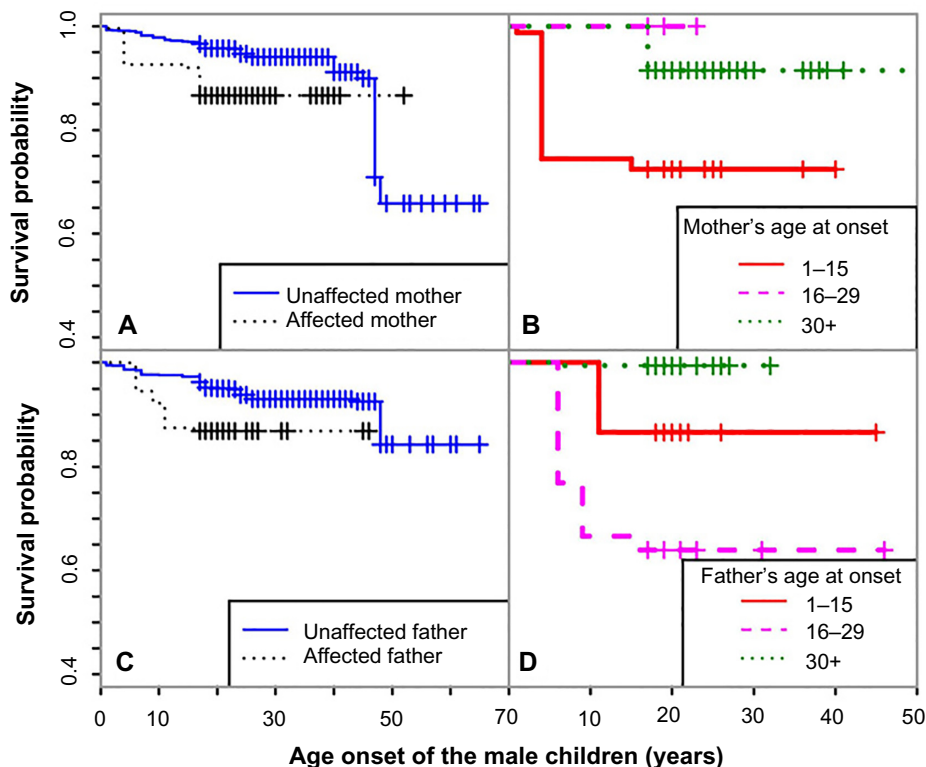 1.0
0.8
0.6
0.4
Survival probability
A
Unaffected mother
Affected mother
B
Mother's age at onset
1–15
16–29
30+
0.8
0.6
0.4
Survival probability
C
Unaffected father
Affected father
D
Father's age at onset
1–15
16–29
30+
0 10 30 50 70 10 20 30 40 50
Age onset of the male children (years)